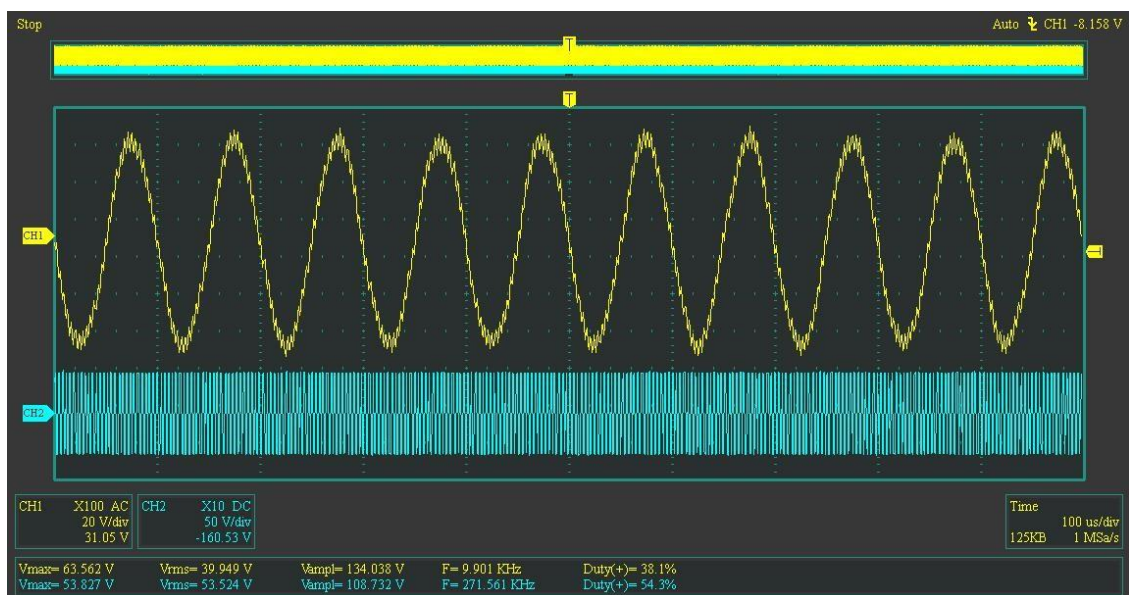 Stop Auto CH1 -8.158 V
T
T
CH1
CH2
CH1 X100 AC CH2 X10 DC Time
20 V/div 50 V/div 100 us/div
31.05 V -160.53 V 125KB 1 MSa/s
Vmax= 63.562 V Vrms= 39.949 V Vampl= 134.038 V F= 9.901 KHz Duty(+)= 38.1%
Vmax= 53.827 V Vrms= 53.524 V Vampl= 108.732 V F= 271.561 KHz Duty(+)= 54.3%